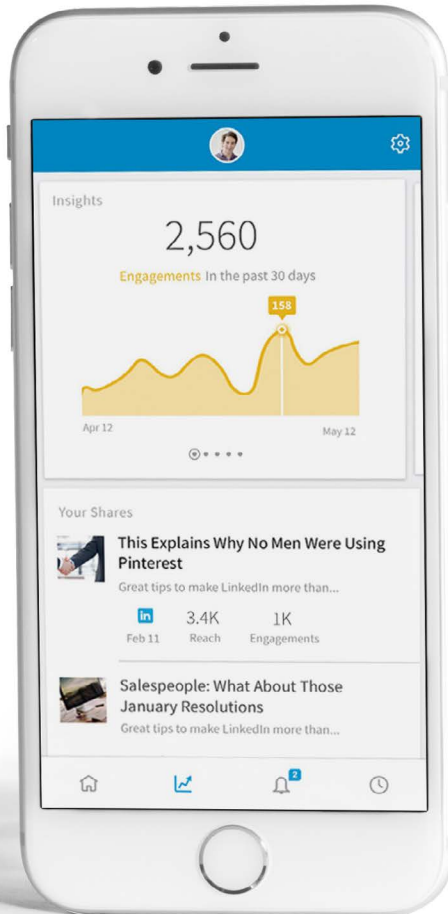 Insights
2,560
Engagements In the past 30 days
158
Apr 12
May 12
Your Shares
This Explains Why No Men Were Using
Pinterest
Great tips to make LinkedIn more than...
in
3.4K
1K
Feb 11
Reach
Engagements
Salespeople: What About Those
January Resolutions
Great tips to make LinkedIn more than...
2